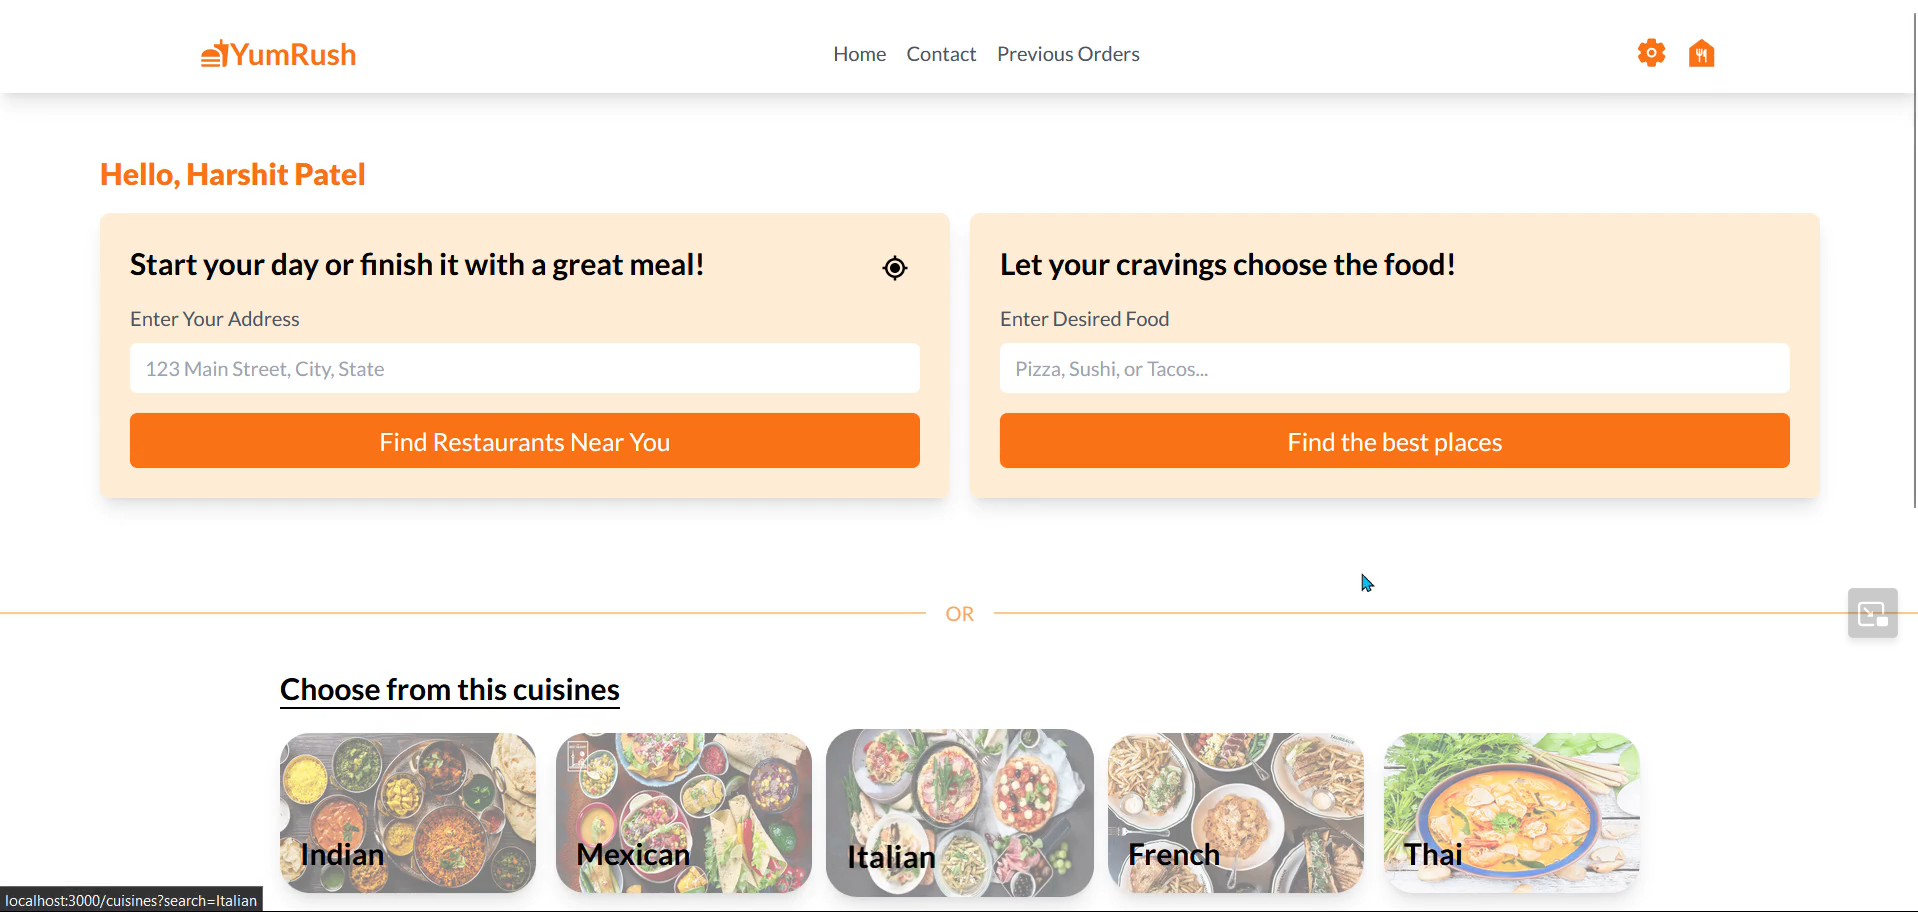 YumRush
Home Contact Previous Orders
Hello, Harshit Patel
Start your day or finish it with a great meal!
Enter Your Address
123 Main Street, City, State
Find Restaurants Near You
Let your cravings choose the food!
Enter Desired Food
Pizza, Sushi, or Tacos...
Find the best places
OR
Choose from this cuisines
Indian
Mexican
Italian
French
Thai
localhost:3000/cuisines?search=Italian